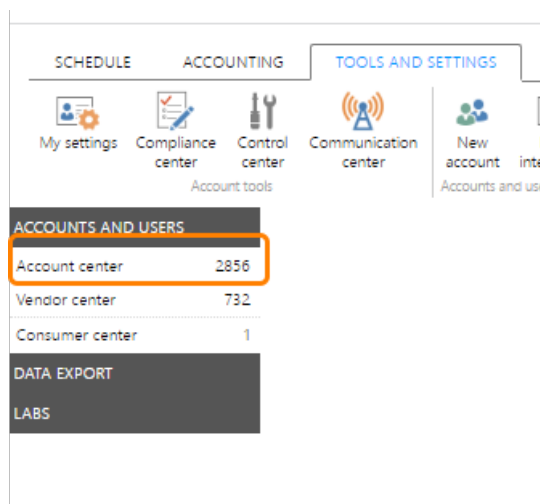 SCHEDULE ACCOUNTING TOOLS AND SETTINGS
My settings Compliance center Control center Communication center New account
Account tools Accounts and
ACCOUNTS AND USERS
Account center 2856
Vendor center 732
Consumer center 1
DATA EXPORT
LABS